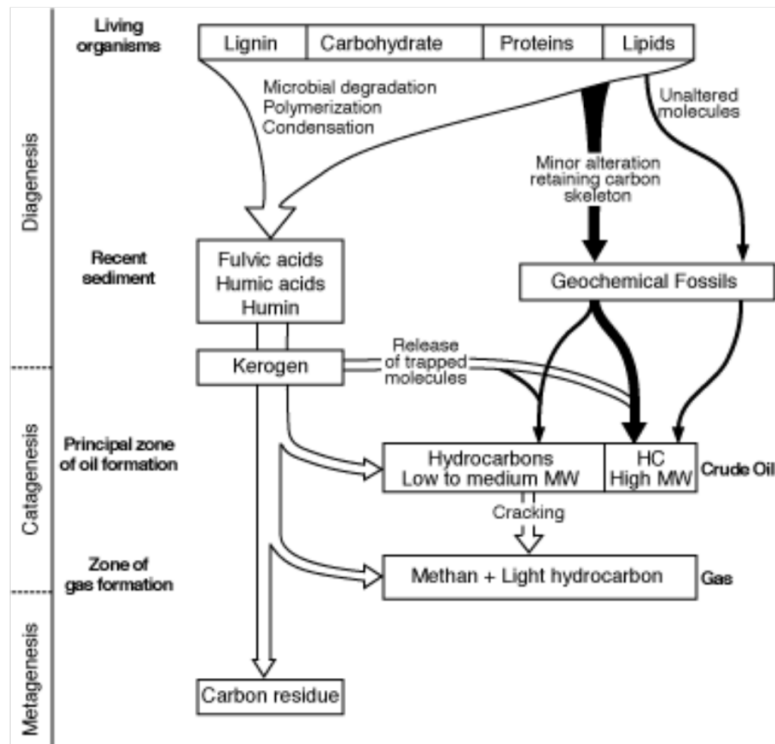 Living
organisms
Lignin
Carbohydrate
Proteins
Lipids
Microbial degradation
Polymerization
Condensation
Unaltered
molecules
Minor alteration
retaining carbon
skeleton
Diagenesis
Recent
sediment
Fulvic acids
Humic acids
Humin
Geochemical Fossils
Kerogen
Release
of trapped
molecules
Principal zone
of oil formation
Hydrocarbons
Low to medium MW
HC
High MW
Crude Oil
Catagenesis
Cracking
Zone of
gas formation
Methan + Light hydrocarbon
Gas
Metagenesis
Carbon residue